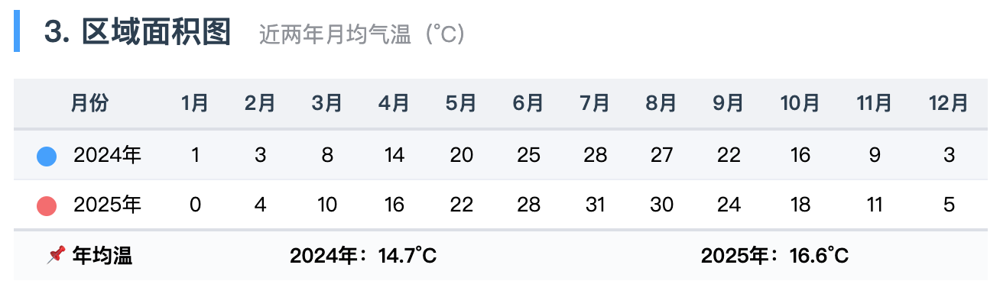 3. 区域面积图 近两年月均气温（°C）
月份 1月 2月 3月 4月 5月 6月 7月 8月 9月 10月 11月 12月
2024年 1 3 8 14 20 25 28 27 22 16 9 3
2025年 0 4 10 16 22 28 31 30 24 18 11 5
📌 年均温 2024年：14.7°C 2025年：16.6°C